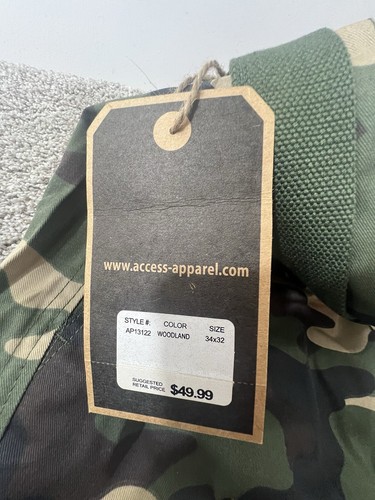 www.access-apparel.com
STYLE #: COLOR SIZE
AP13122 WOODLAND 34x32
SUGGESTED
RETAIL PRICE $49.99